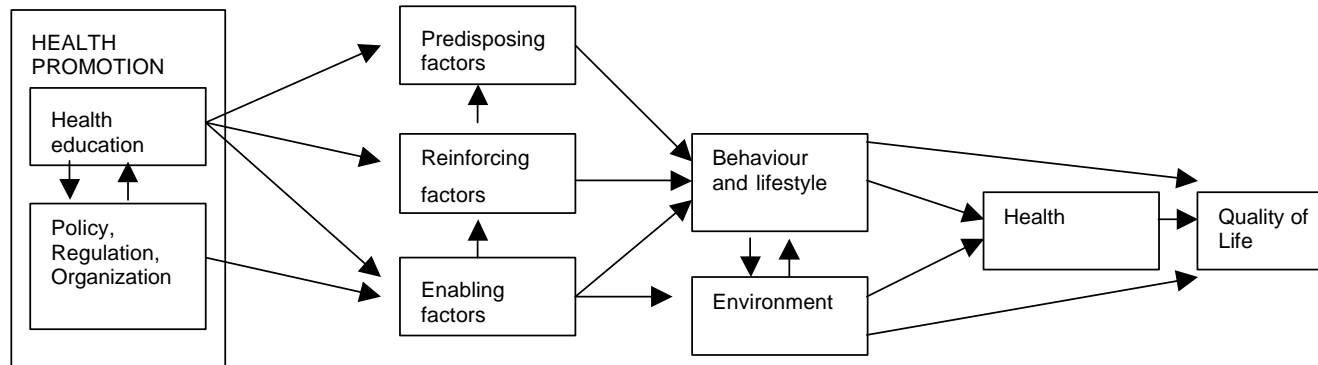 HEALTH
PROMOTION
Health
education
Policy,
Regulation,
Organization
Predisposing
factors
Reinforcing
factors
Enabling
factors
Behaviour
and lifestyle
Environment
Health
Quality of
Life